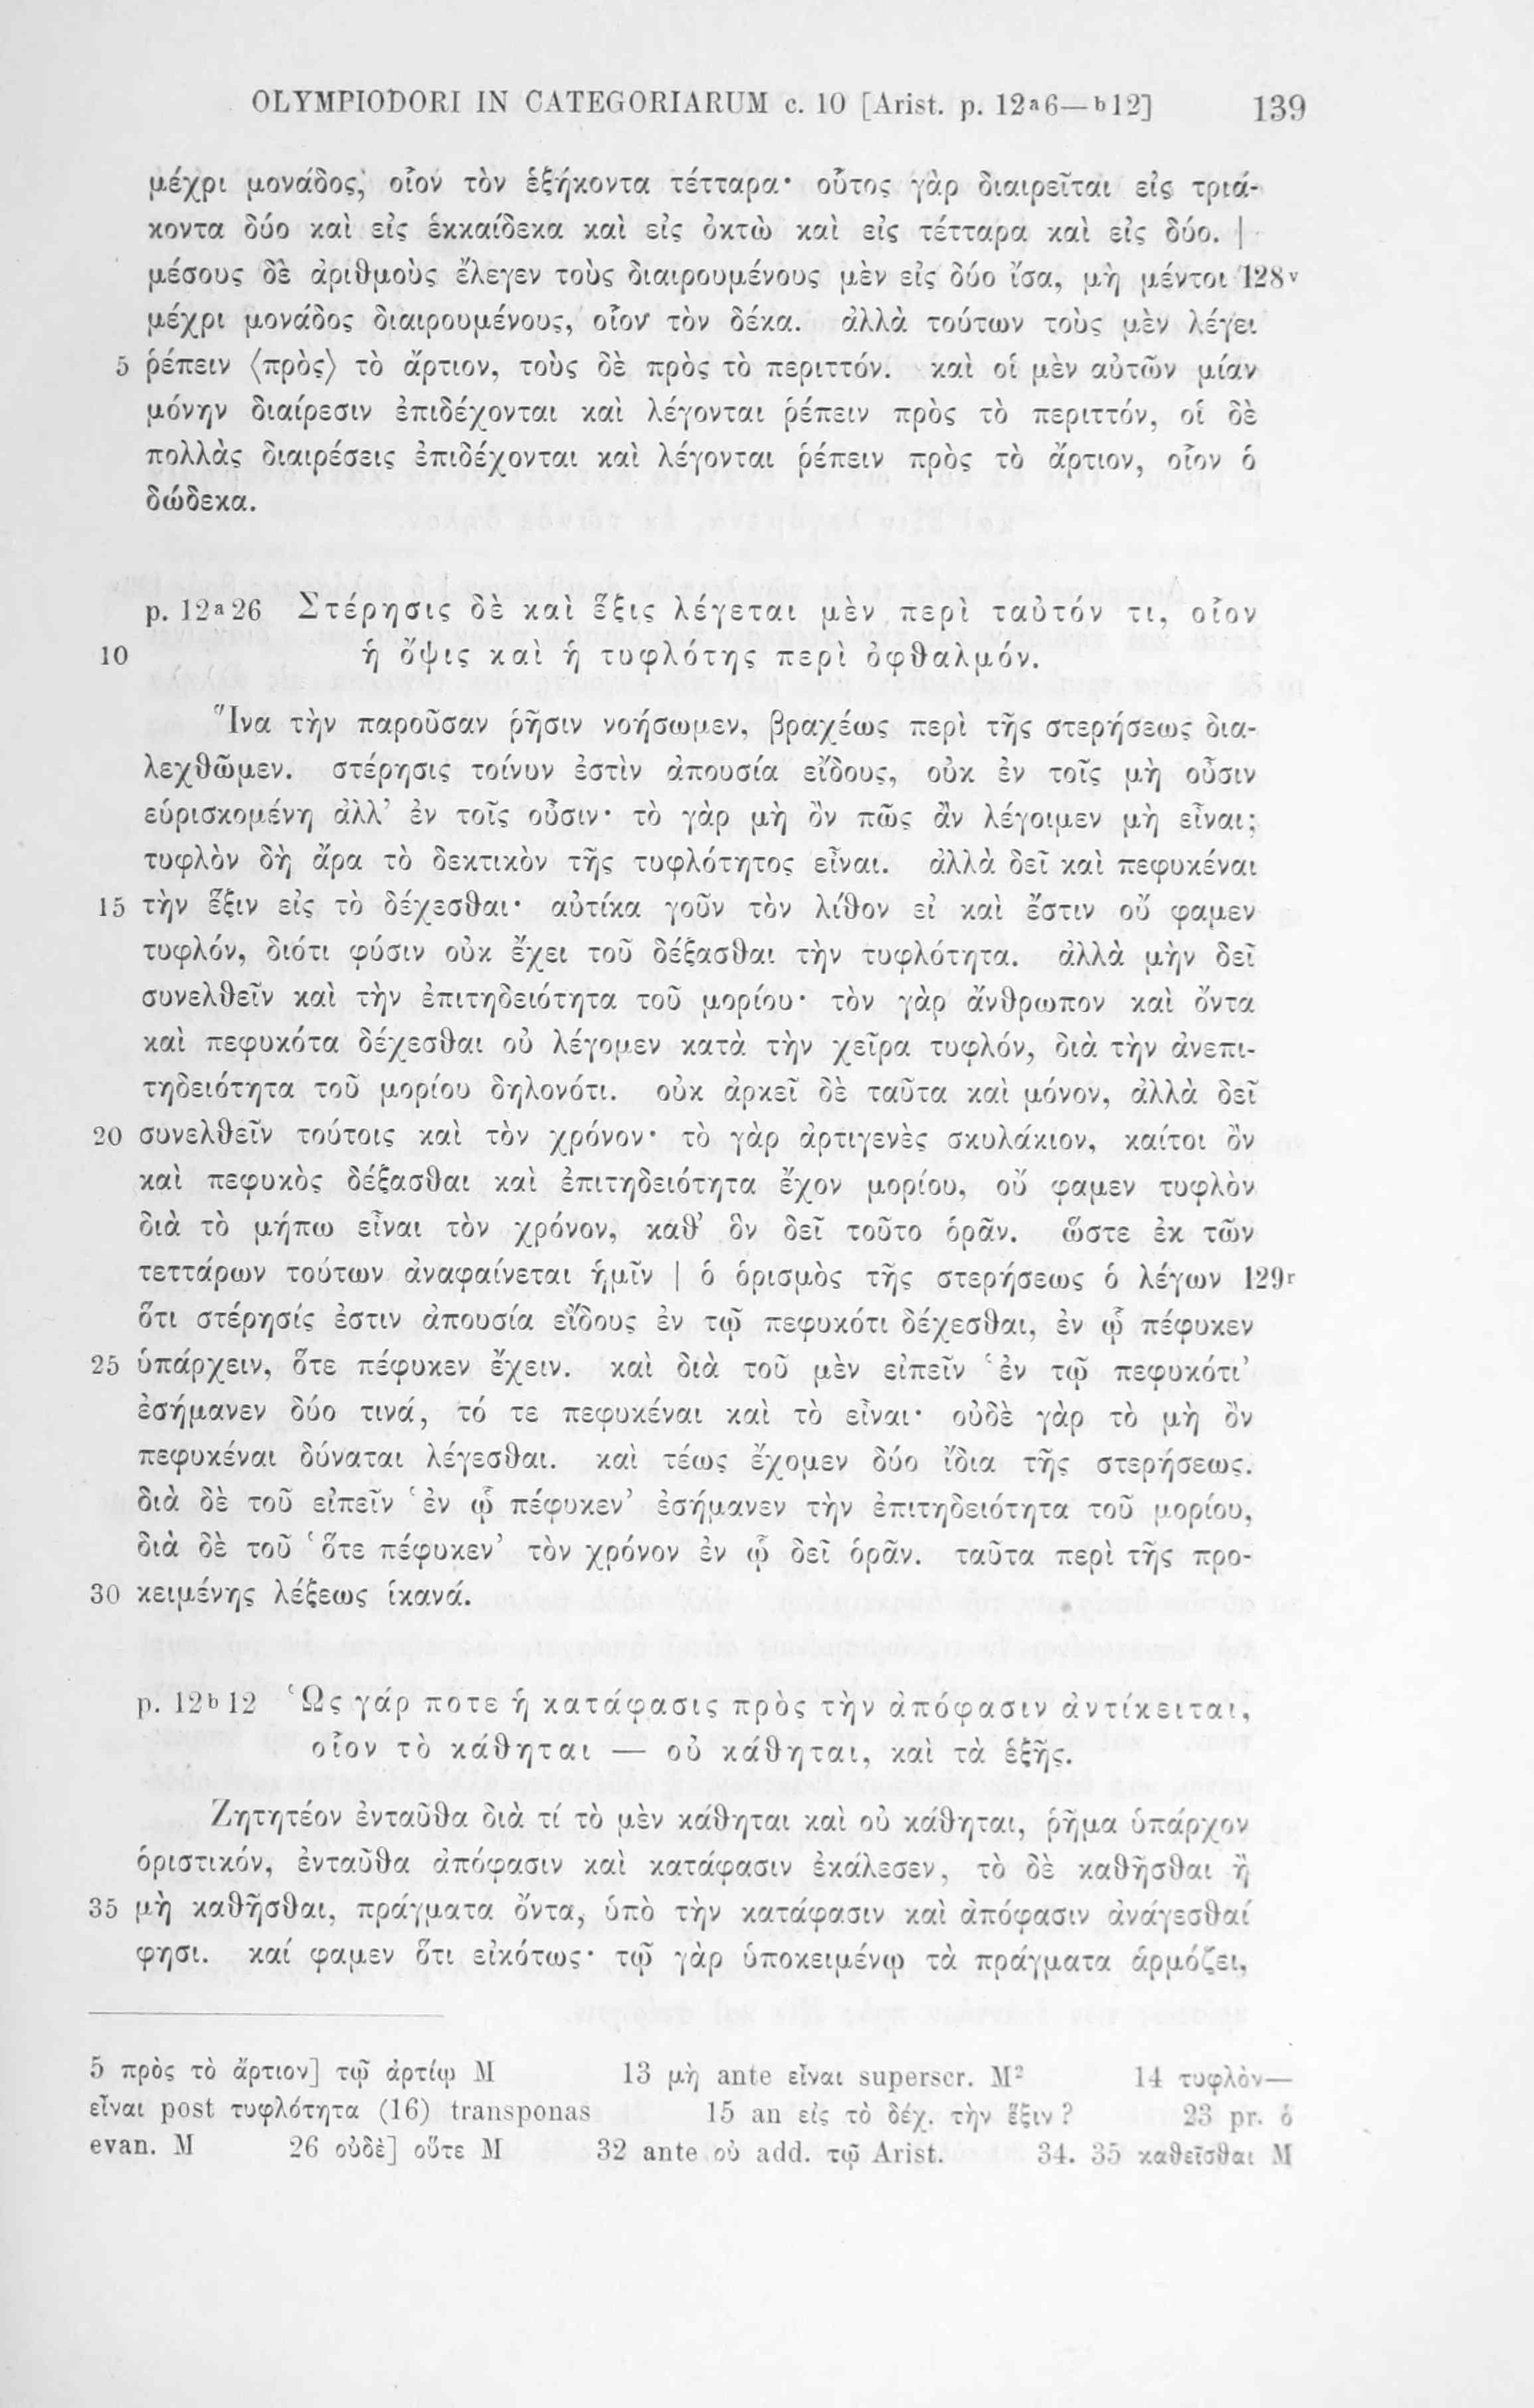 OLYMPIODORI IN CATEGORIARUM c. 10 [Arist. p. 12ᵃ6—ᵇ12] 139
μέχρι μονάδος, οἷον τὸν ἑξήκοντα τέτταρα· οὗτος γὰρ διαιρεῖται εἰς τριά-
κοντα δύο καὶ εἰς ἑκκαίδεκα καὶ εἰς ὀκτὼ καὶ εἰς τέτταρα καὶ εἰς δύο. |
μέσους δὲ ἀριθμοὺς ἔλεγεν τοὺς διαιρουμένους μὲν εἰς δύο ἴσα, μὴ μέντοι 128ᵛ
μέχρι μονάδος διαιρουμένους, οἷον τὸν δέκα. ἀλλὰ τούτων τοὺς μὲν λέγει
5 ῥέπειν ⟨πρὸς⟩ τὸ ἄρτιον, τοὺς δὲ πρὸς τὸ περιττόν. καὶ οἱ μὲν αὐτῶν μίαν
μόνην διαίρεσιν ἐπιδέχονται καὶ λέγονται ῥέπειν πρὸς τὸ περιττόν, οἱ δὲ
πολλὰς διαιρέσεις ἐπιδέχονται καὶ λέγονται ῥέπειν πρὸς τὸ ἄρτιον, οἷον ὁ
δώδεκα.
p. 12ᵃ26 Στέρησις δὲ καὶ ἕξις λέγεται μὲν περὶ ταὐτόν τι, οἷον
10 ἡ ὄψις καὶ ἡ τυφλότης περὶ ὀφθαλμόν.
Ἵνα τὴν παροῦσαν ῥῆσιν νοήσωμεν, βραχέως περὶ τῆς στερήσεως δια-
λεχθῶμεν. στέρησις τοίνυν ἐστὶν ἀπουσία εἴδους, οὐκ ἐν τοῖς μὴ οὖσιν
εὑρισκομένη ἀλλ’ ἐν τοῖς οὖσιν· τὸ γὰρ μὴ ὂν πῶς ἂν λέγοιμεν μὴ εἶναι;
τυφλὸν δὴ ἄρα τὸ δεκτικὸν τῆς τυφλότητος εἶναι. ἀλλὰ δεῖ καὶ πεφυκέναι
15 τὴν ἕξιν εἰς τὸ δέχεσθαι· αὐτίκα γοῦν τὸν λίθον εἰ καὶ ἔστιν οὔ φαμεν
τυφλόν, διότι φύσιν οὐκ ἔχει τοῦ δέξασθαι τὴν τυφλότητα. ἀλλὰ μὴν δεῖ
συνελθεῖν καὶ τὴν ἐπιτηδειότητα τοῦ μορίου· τὸν γὰρ ἄνθρωπον καὶ ὄντα
καὶ πεφυκότα δέχεσθαι οὐ λέγομεν κατὰ τὴν χεῖρα τυφλόν, διὰ τὴν ἀνεπι-
τηδειότητα τοῦ μορίου δηλονότι. οὐκ ἀρκεῖ δὲ ταῦτα καὶ μόνον, ἀλλὰ δεῖ
20 συνελθεῖν τούτοις καὶ τὸν χρόνον· τὸ γὰρ ἀρτιγενὲς σκυλάκιον, καίτοι ὂν
καὶ πεφυκὸς δέξασθαι καὶ ἐπιτηδειότητα ἔχον μορίου, οὔ φαμεν τυφλὸν
διὰ τὸ μήπω εἶναι τὸν χρόνον, καθ’ ὃν δεῖ τοῦτο ὁρᾶν. ὥστε ἐκ τῶν
τεττάρων τούτων ἀναφαίνεται ἡμῖν | ὁ ὁρισμὸς τῆς στερήσεως ὁ λέγων 129ʳ
ὅτι στέρησίς ἐστιν ἀπουσία εἴδους ἐν τῷ πεφυκότι δέχεσθαι, ἐν ᾧ πέφυκεν
25 ὑπάρχειν, ὅτε πέφυκεν ἔχειν. καὶ διὰ τοῦ μὲν εἰπεῖν ‘ἐν τῷ πεφυκότι’
ἐσήμανεν δύο τινά, τό τε πεφυκέναι καὶ τὸ εἶναι· οὐδὲ γὰρ τὸ μὴ ὂν
πεφυκέναι δύναται λέγεσθαι. καὶ τέως ἔχομεν δύο ἴδια τῆς στερήσεως.
διὰ δὲ τοῦ εἰπεῖν ‘ἐν ᾧ πέφυκεν’ ἐσήμανεν τὴν ἐπιτηδειότητα τοῦ μορίου,
διὰ δὲ τοῦ ‘ὅτε πέφυκεν’ τὸν χρόνον ἐν ᾧ δεῖ ὁρᾶν. ταῦτα περὶ τῆς προ-
30 κειμένης λέξεως ἱκανά.
p. 12ᵇ12 Ὡς γάρ ποτε ἡ κατάφασις πρὸς τὴν ἀπόφασιν ἀντίκειται,
οἷον τὸ κάθηται — οὐ κάθηται, καὶ τὰ ἑξῆς.
Ζητητέον ἐνταῦθα διὰ τί τὸ μὲν κάθηται καὶ οὐ κάθηται, ῥῆμα ὑπάρχον
ὁριστικόν, ἐνταῦθα ἀπόφασιν καὶ κατάφασιν ἐκάλεσεν, τὸ δὲ καθῆσθαι ἢ
35 μὴ καθῆσθαι, πράγματα ὄντα, ὑπὸ τὴν κατάφασιν καὶ ἀπόφασιν ἀνάγεσθαί
φησι. καί φαμεν ὅτι εἰκότως· τῷ γὰρ ὑποκειμένῳ τὰ πράγματα ἁρμόζει,
5 πρὸς τὸ ἄρτιον] τῷ ἀρτίῳ M 13 μὴ ante εἶναι superscr. M² 14 τυφλὸν—
εἶναι post τυφλότητα (16) transponas 15 an εἰς τὸ δέχ. τὴν ἕξιν? 23 pr. ὁ
evan. M 26 οὐδὲ] οὔτε M 32 ante οὐ add. τῷ Arist. 34. 35 καθεῖσθαι M